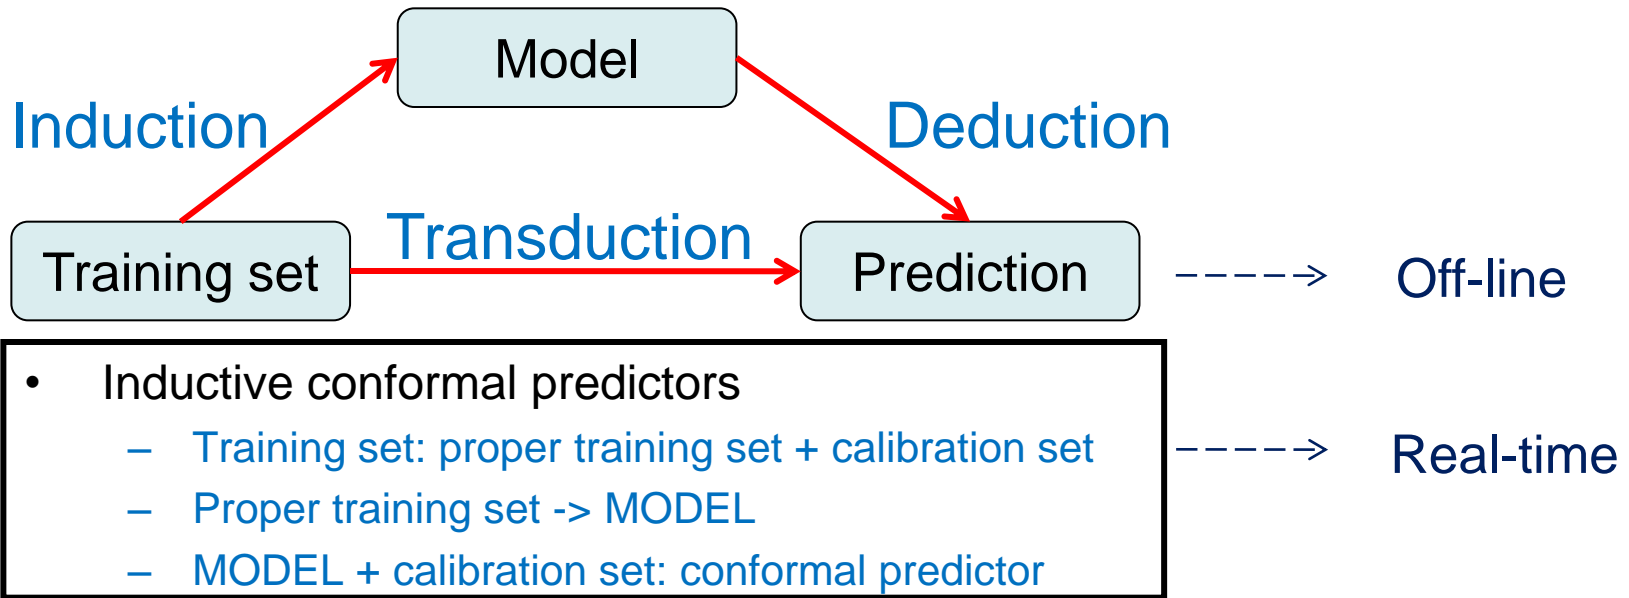 Model
Induction
Deduction
Transduction
Training set
Prediction
Off-line
• Inductive conformal predictors
– Training set: proper training set + calibration set
Real-time
– Proper training set -> MODEL
– MODEL + calibration set: conformal predictor